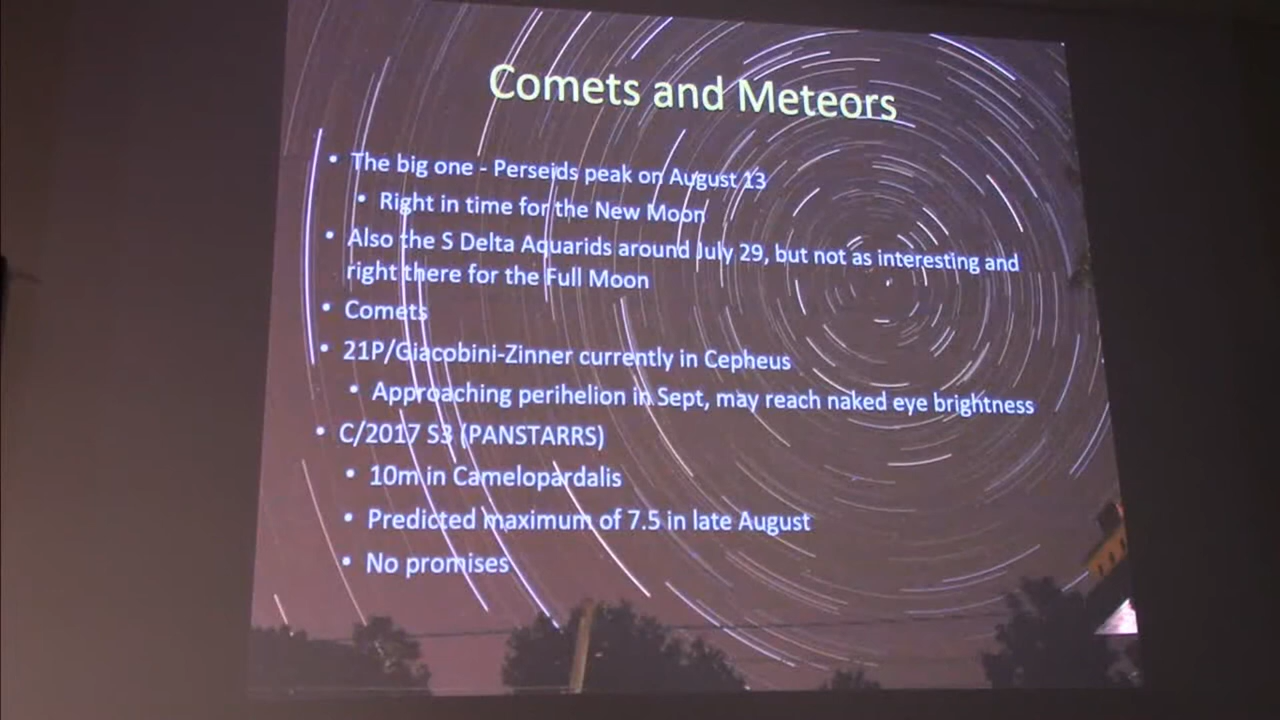 Comets and Meteors
• The big one - Perseids peak on August 13
• Right in time for the New Moon
• Also the S Delta Aquarids around July 29, but not as interesting and
right there for the Full Moon
• Comets
• 21P/Giacobini-Zinner currently in Cepheus
• Approaching perihelion in Sept, may reach naked eye brightness
• C/2017 S3 (PANSTARRS)
• 10m in Camelopardalis
• Predicted maximum of 7.5 in late August
• No promises